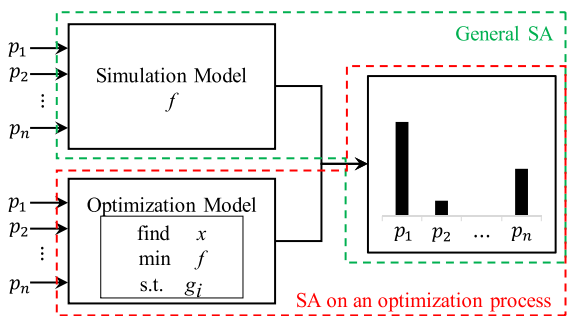 General SA
p₁
p₂
⋮
pₙ
Simulation Model
f
p₁
p₂
⋮
pₙ
Optimization Model
find x
min f
s.t. gᵢ
p₁ p₂ ... pₙ
SA on an optimization process